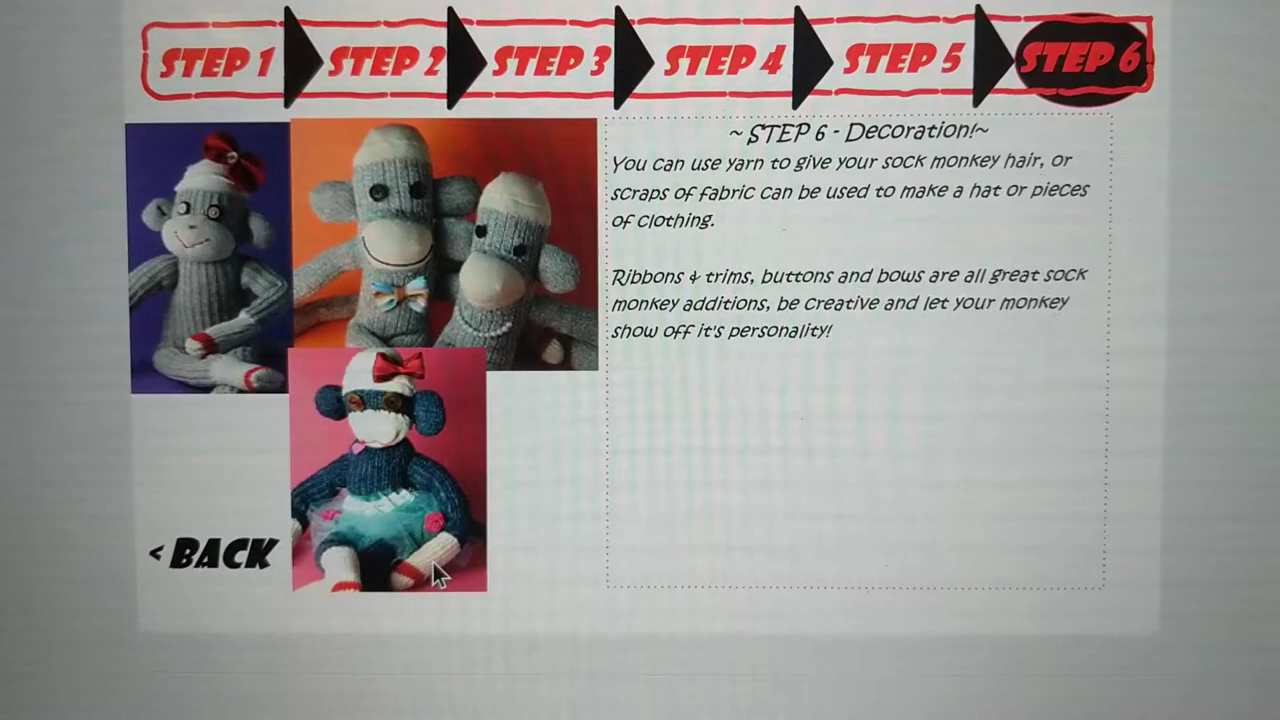 STEP 1 STEP 2 STEP 3 STEP 4 STEP 5 STEP 6
~ STEP 6 - Decoration!~
You can use yarn to give your sock monkey hair, or
scraps of fabric can be used to make a hat or pieces
of clothing.
Ribbons & trims, buttons and bows are all great sock
monkey additions, be creative and let your monkey
show off it's personality!
< BACK